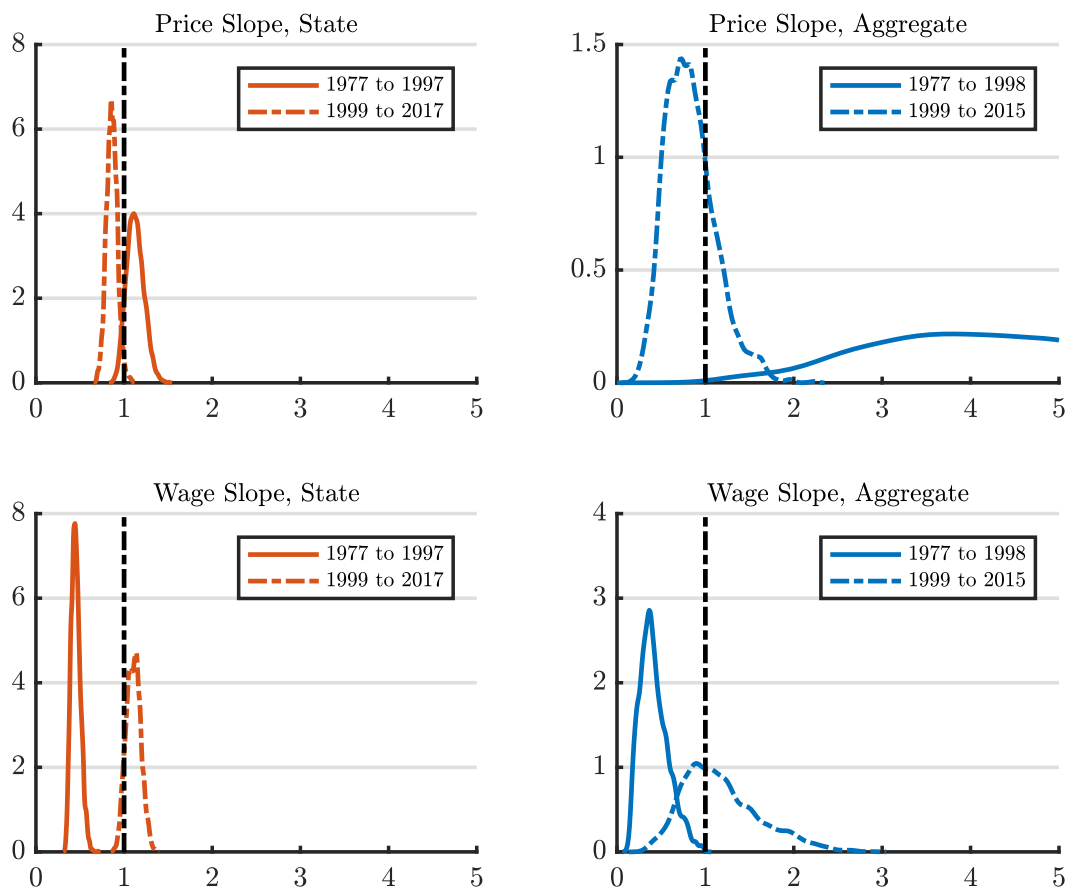 Price Slope, State
8
6
4
2
0
0 1 2 3 4 5
1977 to 1997
1999 to 2017
Price Slope, Aggregate
1.5
1
0.5
0
0 1 2 3 4 5
1977 to 1998
1999 to 2015
Wage Slope, State
8
6
4
2
0
0 1 2 3 4 5
1977 to 1997
1999 to 2017
Wage Slope, Aggregate
4
3
2
1
0
0 1 2 3 4 5
1977 to 1998
1999 to 2015